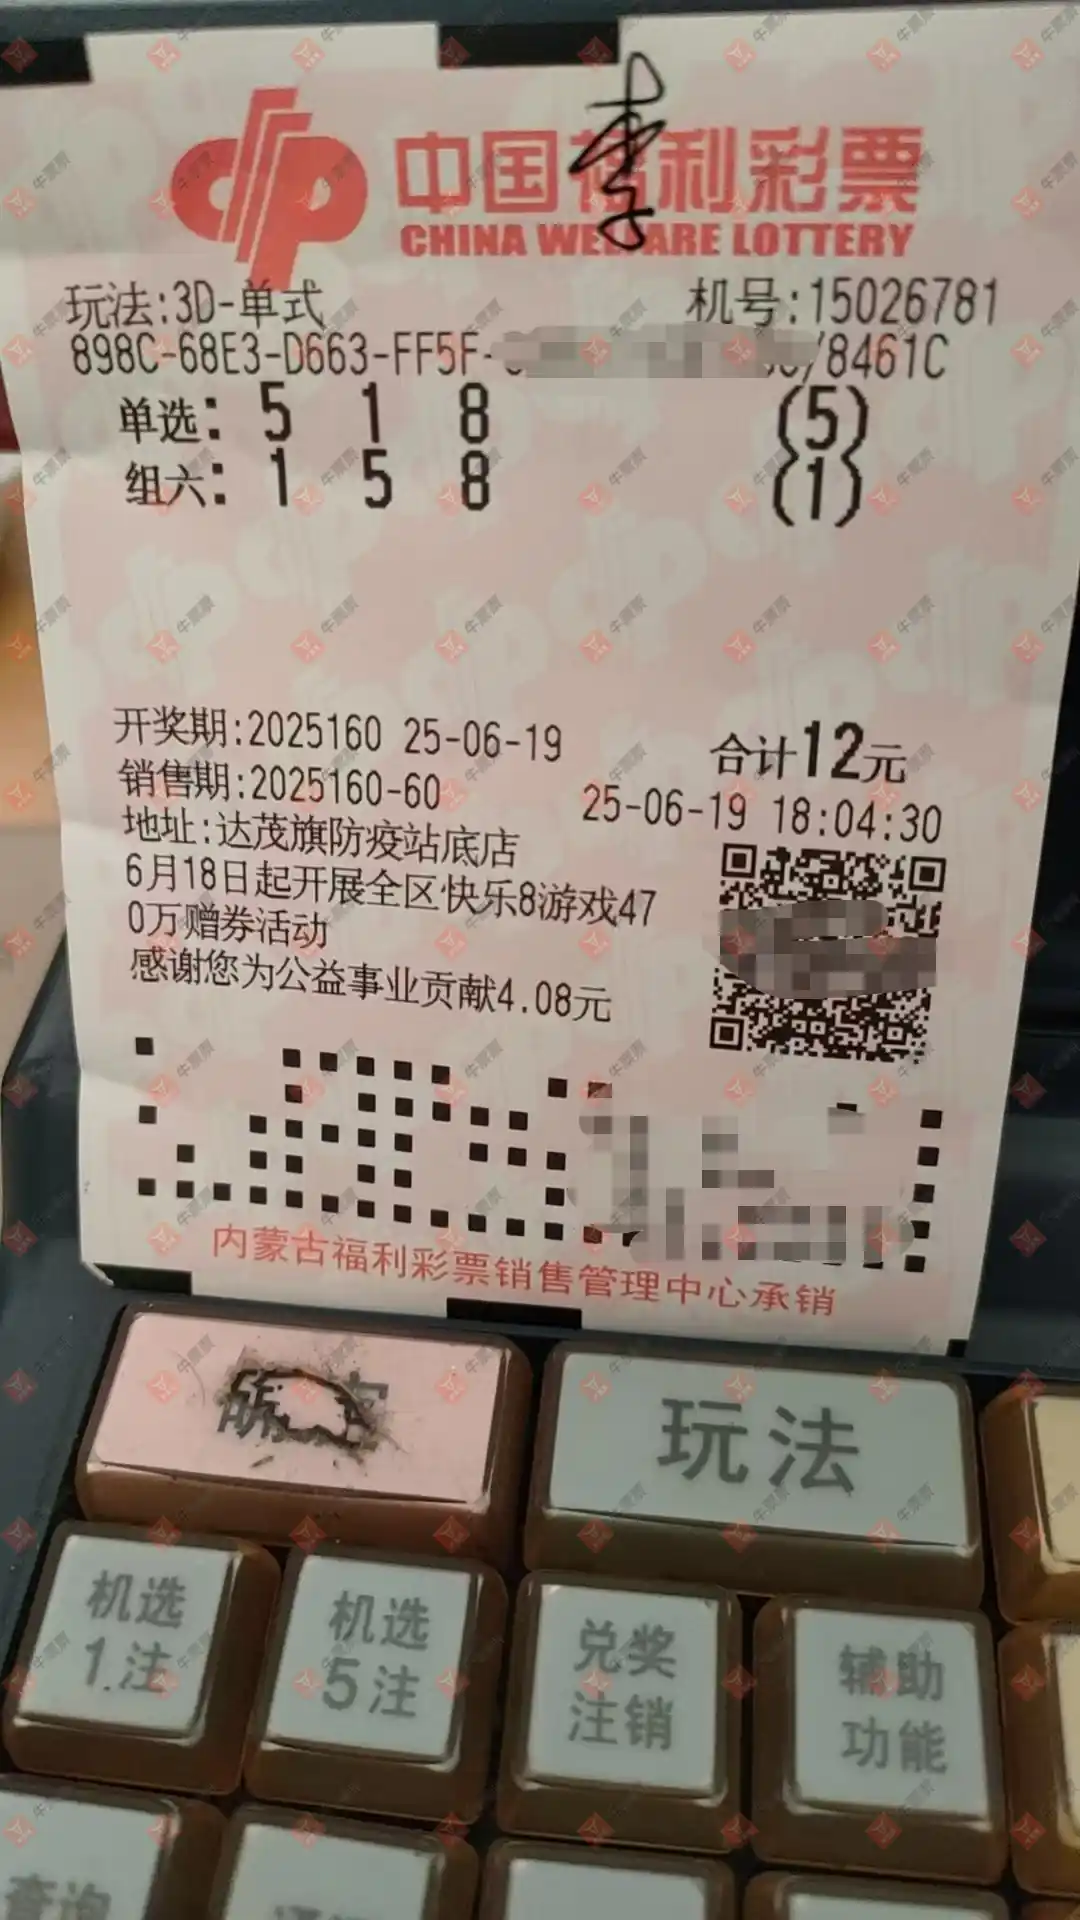 李
中国福利彩票
CHINA WELFARE LOTTERY
玩法:3D-单式 机号:15026781
898C-68E3-D663-FF5F- /8461C
单选: 5 1 8 (5)
组六: 1 5 8 (1)
开奖期:2025160 25-06-19 合计12元
销售期:2025160-60 25-06-19 18:04:30
地址:达茂旗防疫站底店
6月18日起开展全区快乐8游戏47
0万赠券活动
感谢您为公益事业贡献4.08元
内蒙古福利彩票销售管理中心承销
玩法
机选
1注
机选
5注
兑奖
注销
辅助
功能
查询
牛票票